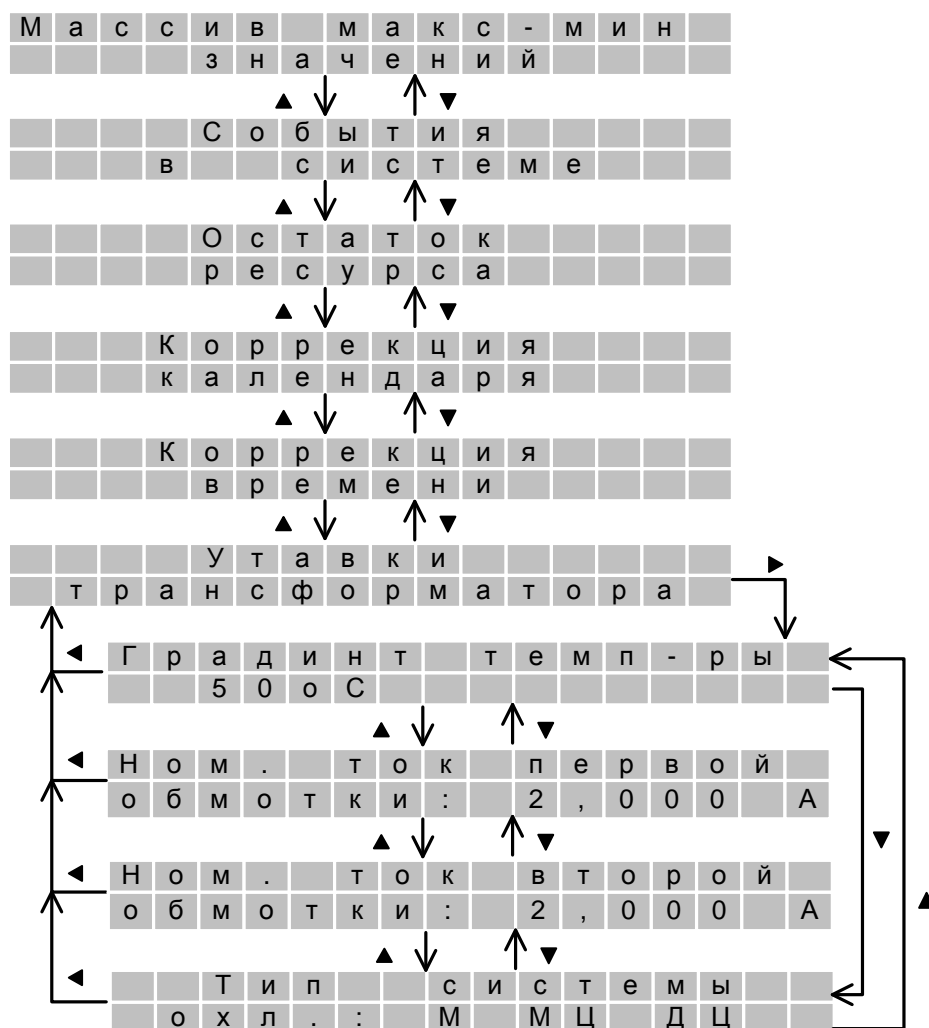 Массив макс-мин
значений
События
в системе
Остаток
ресурса
Коррекция
календаря
Коррекция
времени
Утавки
трансформатора
Градинт темп-ры
50оС
Ном. ток первой
обмотки: 2,000 А
Ном. ток второй
обмотки: 2,000 А
Тип системы
охл.: М МЦ ДЦ